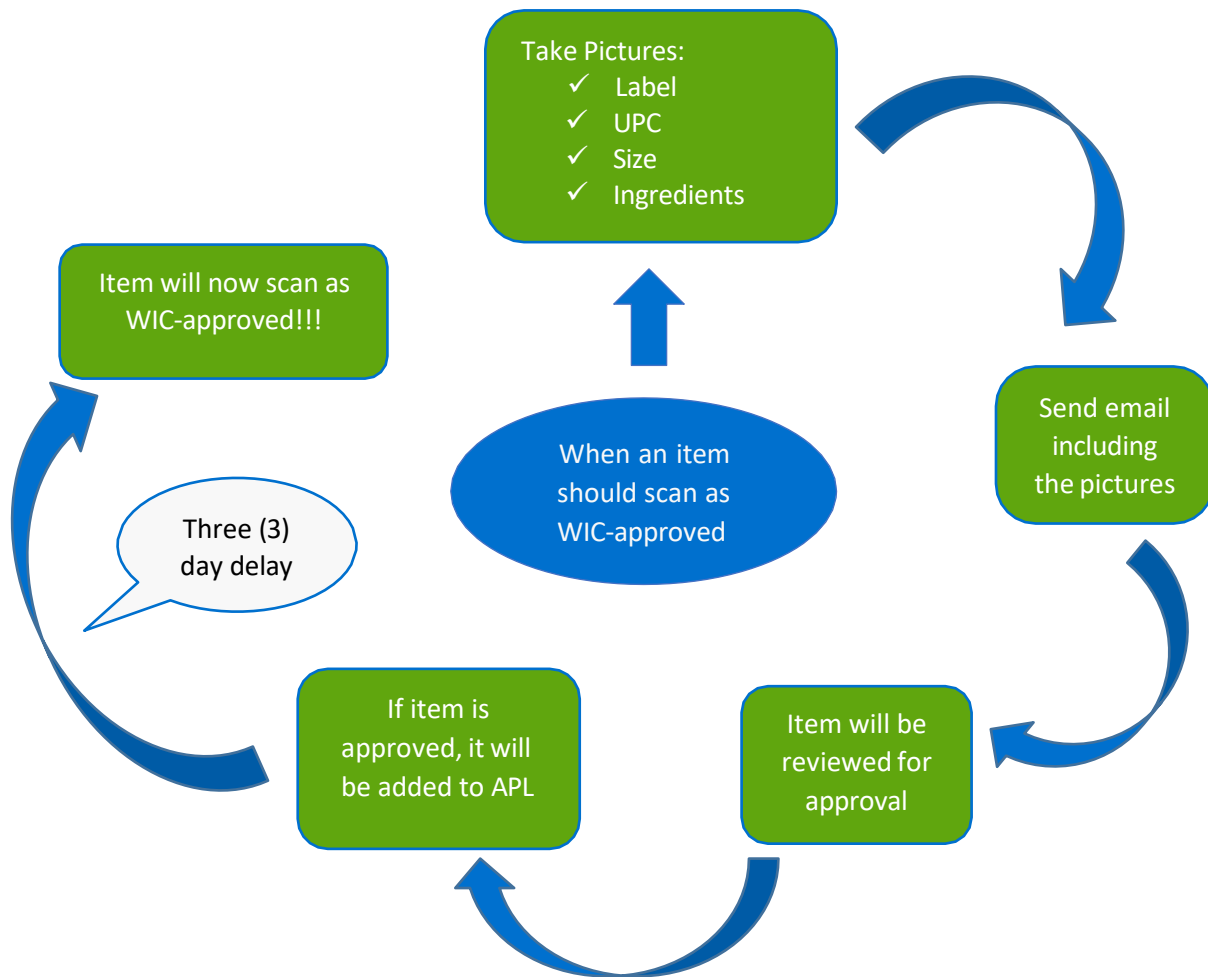 When an item
should scan as
WIC-approved
Take Pictures:
✓ Label
✓ UPC
✓ Size
✓ Ingredients
Send email
including
the pictures
Item will be
reviewed for
approval
If item is
approved, it will
be added to APL
Three (3)
day delay
Item will now scan as
WIC-approved!!!